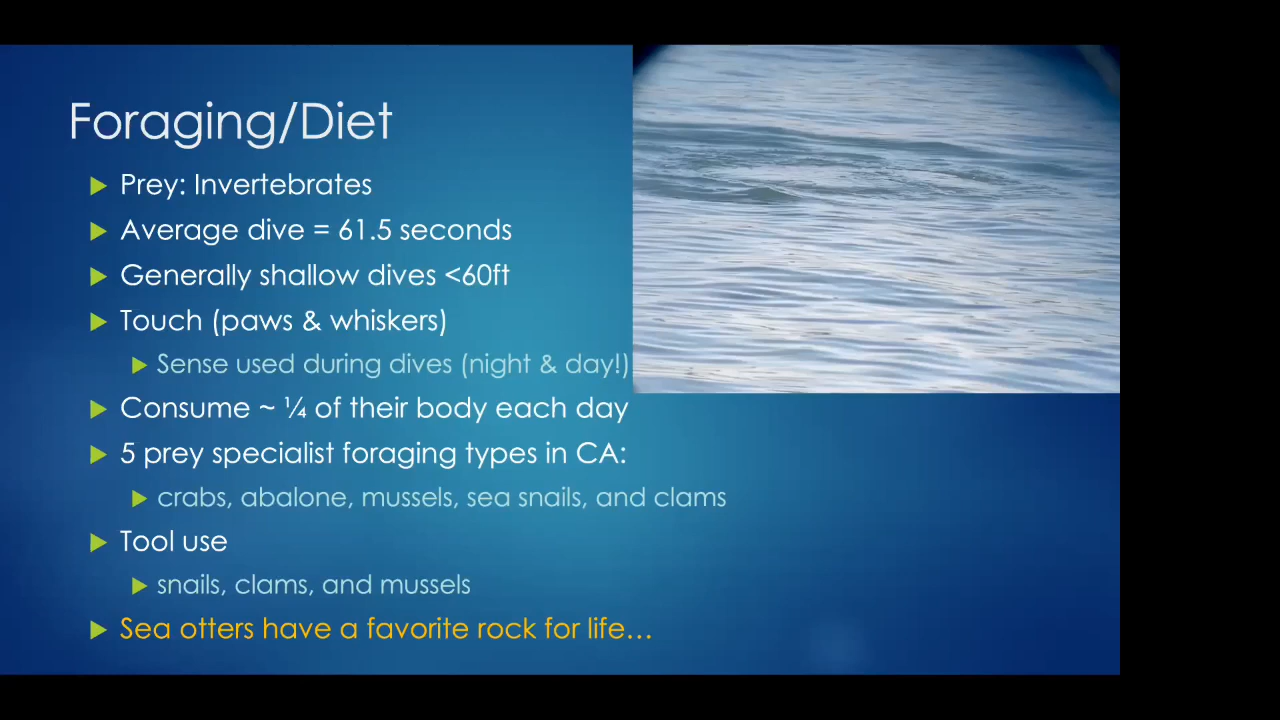 Foraging/Diet
Prey: Invertebrates
Average dive = 61.5 seconds
Generally shallow dives <60ft
Touch (paws & whiskers)
Sense used during dives (night & day!)
Consume ~ ¼ of their body each day
5 prey specialist foraging types in CA:
crabs, abalone, mussels, sea snails, and clams
Tool use
snails, clams, and mussels
Sea otters have a favorite rock for life…